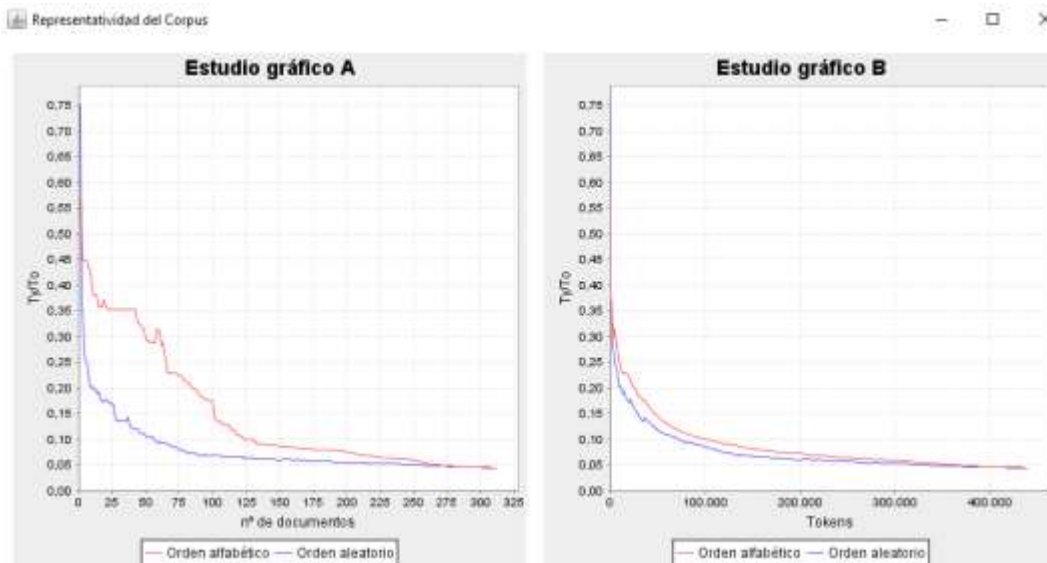 Representatividad del Corpus
Estudio gráfico A
Ty/To
0,75
0,70
0,65
0,60
0,55
0,50
0,45
0,40
0,35
0,30
0,25
0,20
0,15
0,10
0,05
0,00
0 25 50 75 100 125 150 175 200 225 250 275 300 325
nº de documentos
Orden alfabético Orden aleatorio
Estudio gráfico B
Ty/To
0,75
0,70
0,65
0,60
0,55
0,50
0,45
0,40
0,35
0,30
0,25
0,20
0,15
0,10
0,05
0,00
0 100.000 200.000 300.000 400.000
Tokens
Orden alfabético Orden aleatorio